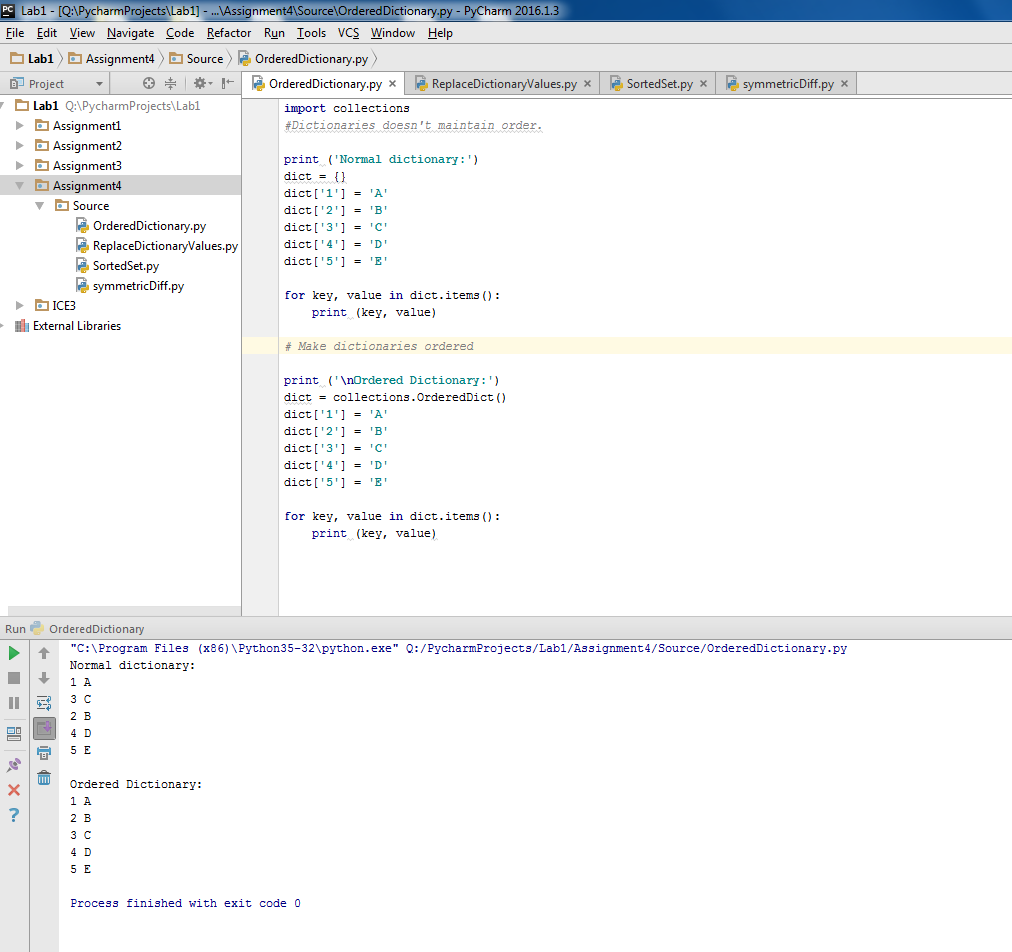 PC Lab1 - [Q:\PycharmProjects\Lab1] - ...\Assignment4\Source\OrderedDictionary.py - PyCharm 2016.1.3
File Edit View Navigate Code Refactor Run Tools VCS Window Help
Lab1 Assignment4 Source OrderedDictionary.py
Project
OrderedDictionary.py ReplaceDictionaryValues.py SortedSet.py symmetricDiff.py
Lab1 Q:\PycharmProjects\Lab1
Assignment1
Assignment2
Assignment3
Assignment4
Source
OrderedDictionary.py
ReplaceDictionaryValues.py
SortedSet.py
symmetricDiff.py
ICE3
External Libraries
import collections
#Dictionaries doesn't maintain order.
print ('Normal dictionary:')
dict = {}
dict['1'] = 'A'
dict['2'] = 'B'
dict['3'] = 'C'
dict['4'] = 'D'
dict['5'] = 'E'
for key, value in dict.items():
print (key, value)
# Make dictionaries ordered
print ('\nOrdered Dictionary:')
dict = collections.OrderedDict()
dict['1'] = 'A'
dict['2'] = 'B'
dict['3'] = 'C'
dict['4'] = 'D'
dict['5'] = 'E'
for key, value in dict.items():
print (key, value)
Run OrderedDictionary
"C:\Program Files (x86)\Python35-32\python.exe" Q:/PycharmProjects/Lab1/Assignment4/Source/OrderedDictionary.py
Normal dictionary:
1 A
3 C
2 B
4 D
5 E
Ordered Dictionary:
1 A
2 B
3 C
4 D
5 E
Process finished with exit code 0